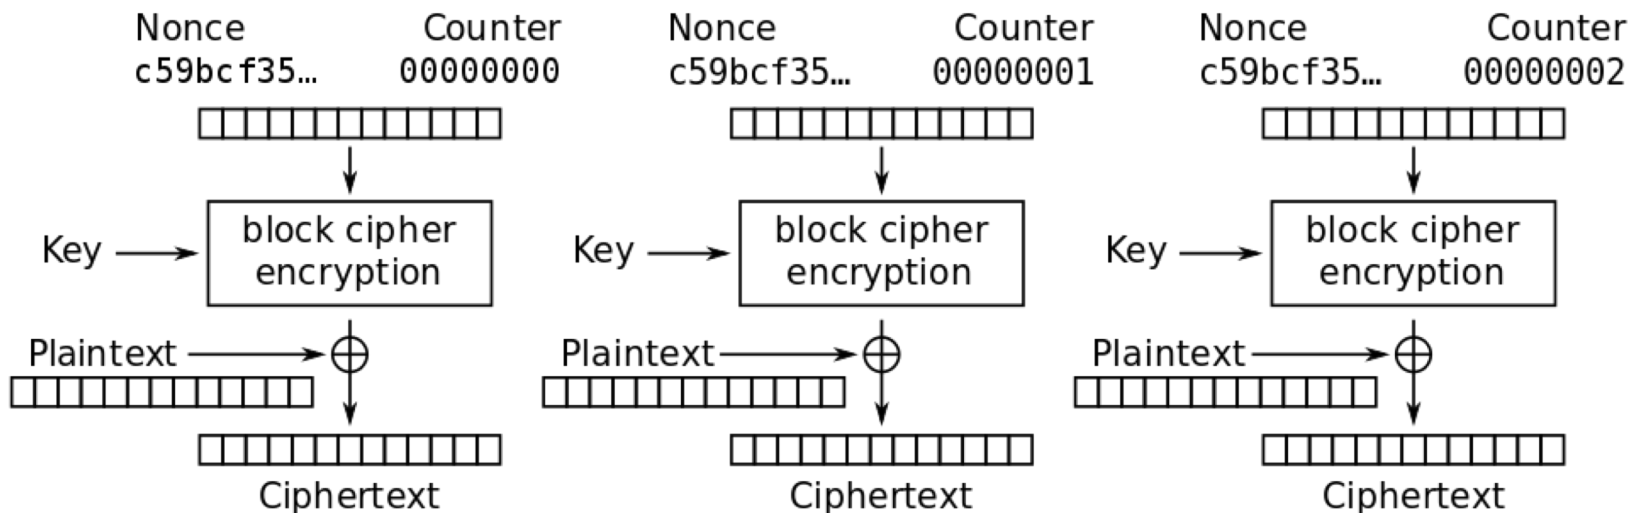 Nonce Counter Nonce Counter Nonce Counter
c59bcf35… 00000000 c59bcf35… 00000001 c59bcf35… 00000002
block cipher block cipher block cipher
Key Key Key
encryption encryption encryption
Plaintext Plaintext Plaintext
Ciphertext Ciphertext Ciphertext